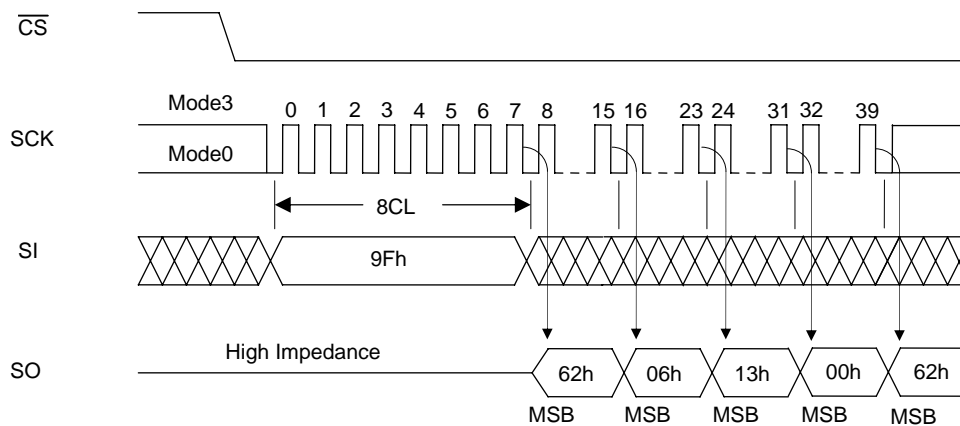 CS
Mode3 0 1 2 3 4 5 6 7 8 15 16 23 24 31 32 39
SCK
Mode0
8CL
SI
9Fh
High Impedance
SO
62h 06h 13h 00h 62h
MSB MSB MSB MSB MSB